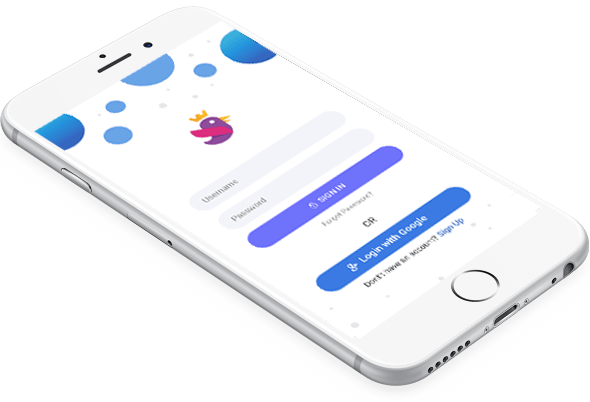 Username
Password
SIGN IN
Forgot Password?
OR
Login with Google
Don't have an account? Sign Up